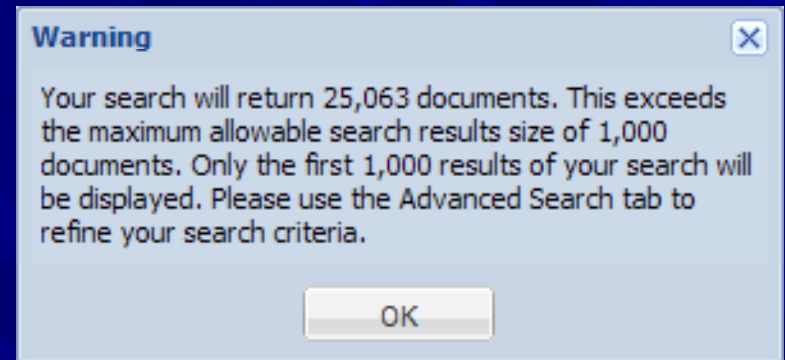 Warning
Your search will return 25,063 documents. This exceeds
the maximum allowable search results size of 1,000
documents. Only the first 1,000 results of your search will
be displayed. Please use the Advanced Search tab to
refine your search criteria.
OK